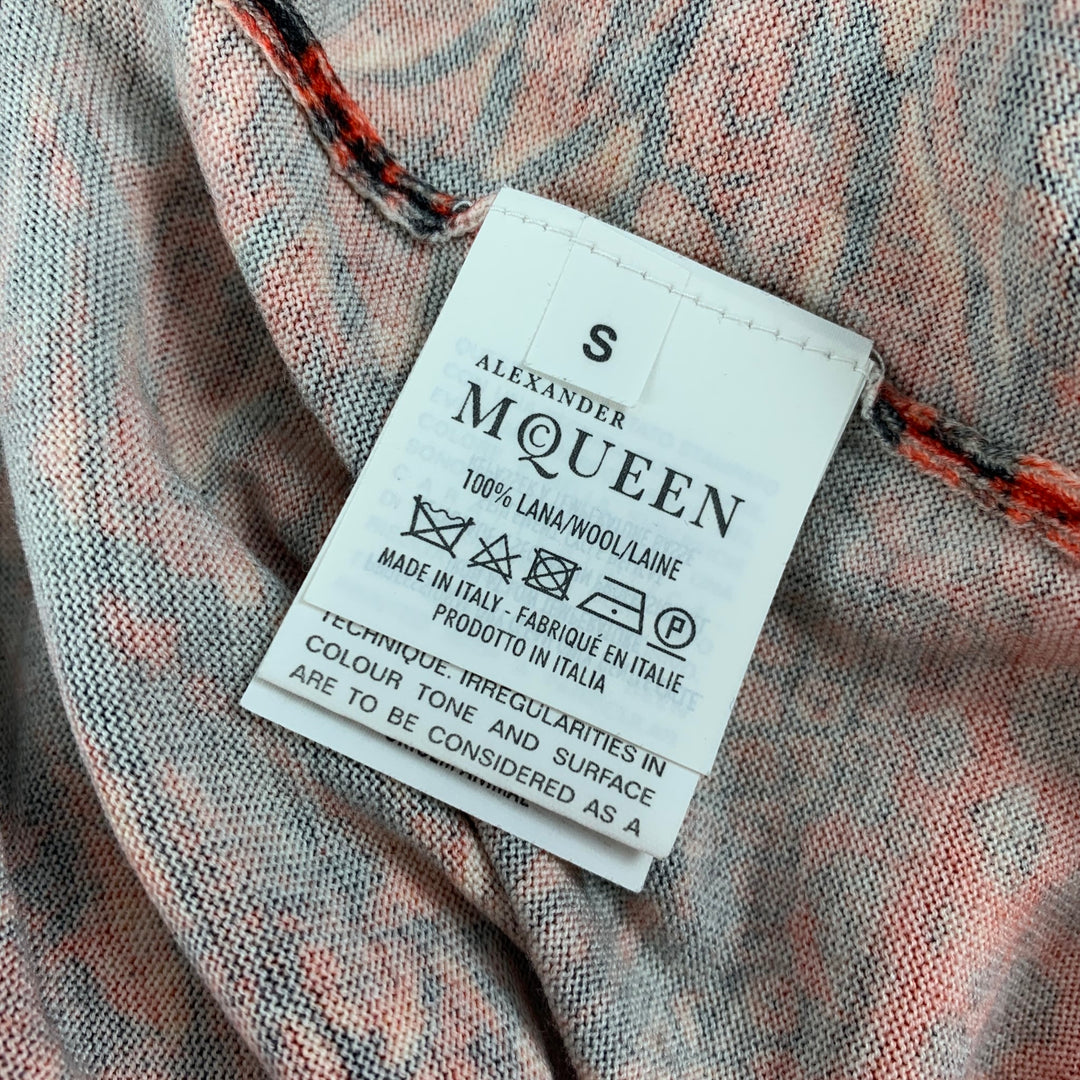 S
ALEXANDER
MCQUEEN
100% LANA/WOOL/LAINE
P
MADE IN ITALY - FABRIQUÉ EN ITALIE
PRODOTTO IN ITALIA
TECHNIQUE. IRREGULARITIES IN
COLOUR TONE AND SURFACE
ARE TO BE CONSIDERED AS A